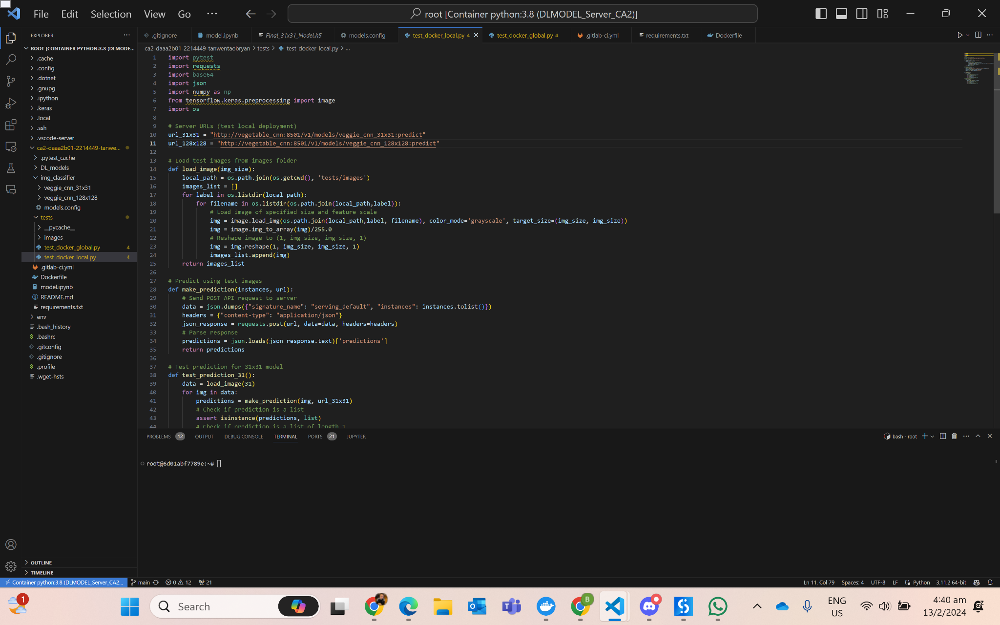 File Edit Selection View Go ... root [Container python:3.8 (DLMODEL_Server_CA2)]
EXPLORER ...
.gitignore model.ipynb Final_31x31_Model.h5 models.config test_docker_local.py 4 test_docker_global.py 4 .gitlab-ci.yml requirements.txt Dockerfile
ca2-daaa2b01-2214449-tanwentaobryan > tests > test_docker_local.py > ...
ROOT [CONTAINER PYTHON:3.8 (DLMODE...
.cache
.config
.dotnet
.gnupg
.ipython
.keras
.local
.ssh
.vscode-server
ca2-daaa2b01-2214449-tanwe...
.pytest_cache
DL_models
img_classifier
veggie_cnn_31x31
veggie_cnn_128x128
models.config
tests
__pycache__
images
test_docker_global.py 4
test_docker_local.py 4
.gitlab-ci.yml
Dockerfile
model.ipynb
README.md
requirements.txt
env
.bash_history
.bashrc
.gitconfig
.gitignore
.profile
.wget-hsts
OUTLINE
TIMELINE
1 import pytest
2 import requests
3 import base64
4 import json
5 import numpy as np
6 from tensorflow.keras.preprocessing import image
7 import os
8
9 # Server URLs (test local deployment)
10 url_31x31 = "http://vegetable_cnn:8501/v1/models/veggie_cnn_31x31:predict"
11 url_128x128 = "http://vegetable_cnn:8501/v1/models/veggie_cnn_128x128:predict"
12
13 # Load test images from images folder
14 def load_image(img_size):
15 local_path = os.path.join(os.getcwd(), 'tests/images')
16 images_list = []
17 for label in os.listdir(local_path):
18 for filename in os.listdir(os.path.join(local_path,label)):
19 # Load image of specified size and feature scale
20 img = image.load_img(os.path.join(local_path,label, filename), color_mode='grayscale', target_size=(img_size, img_size))
21 img = image.img_to_array(img)/255.0
22 # Reshape image to (1, img_size, img_size, 1)
23 img = img.reshape(1, img_size, img_size, 1)
24 images_list.append(img)
25 return images_list
26
27 # Predict using test images
28 def make_prediction(instances, url):
29 # Send POST API request to server
30 data = json.dumps({"signature_name": "serving_default", "instances": instances.tolist()})
31 headers = {"content-type": "application/json"}
32 json_response = requests.post(url, data=data, headers=headers)
33 # Parse response
34 predictions = json.loads(json_response.text)['predictions']
35 return predictions
36
37 # Test prediction for 31x31 model
38 def test_prediction_31():
39 data = load_image(31)
40 for img in data:
41 predictions = make_prediction(img, url_31x31)
42 # Check if prediction is a list
43 assert isinstance(predictions, list)
44 # Check if prediction is a list of length 1
PROBLEMS 12 OUTPUT DEBUG CONSOLE TERMINAL PORTS 21 JUPYTER bash - root
root@6d01abf7789e:~#
Container python:3.8 (DLMODEL_Server_CA2... main 0 12 21 Ln 11, Col 79 Spaces: 4 UTF-8 LF Python 3.11.2 64-bit
1 Search B ENG
US 4:40 am
13/2/2024